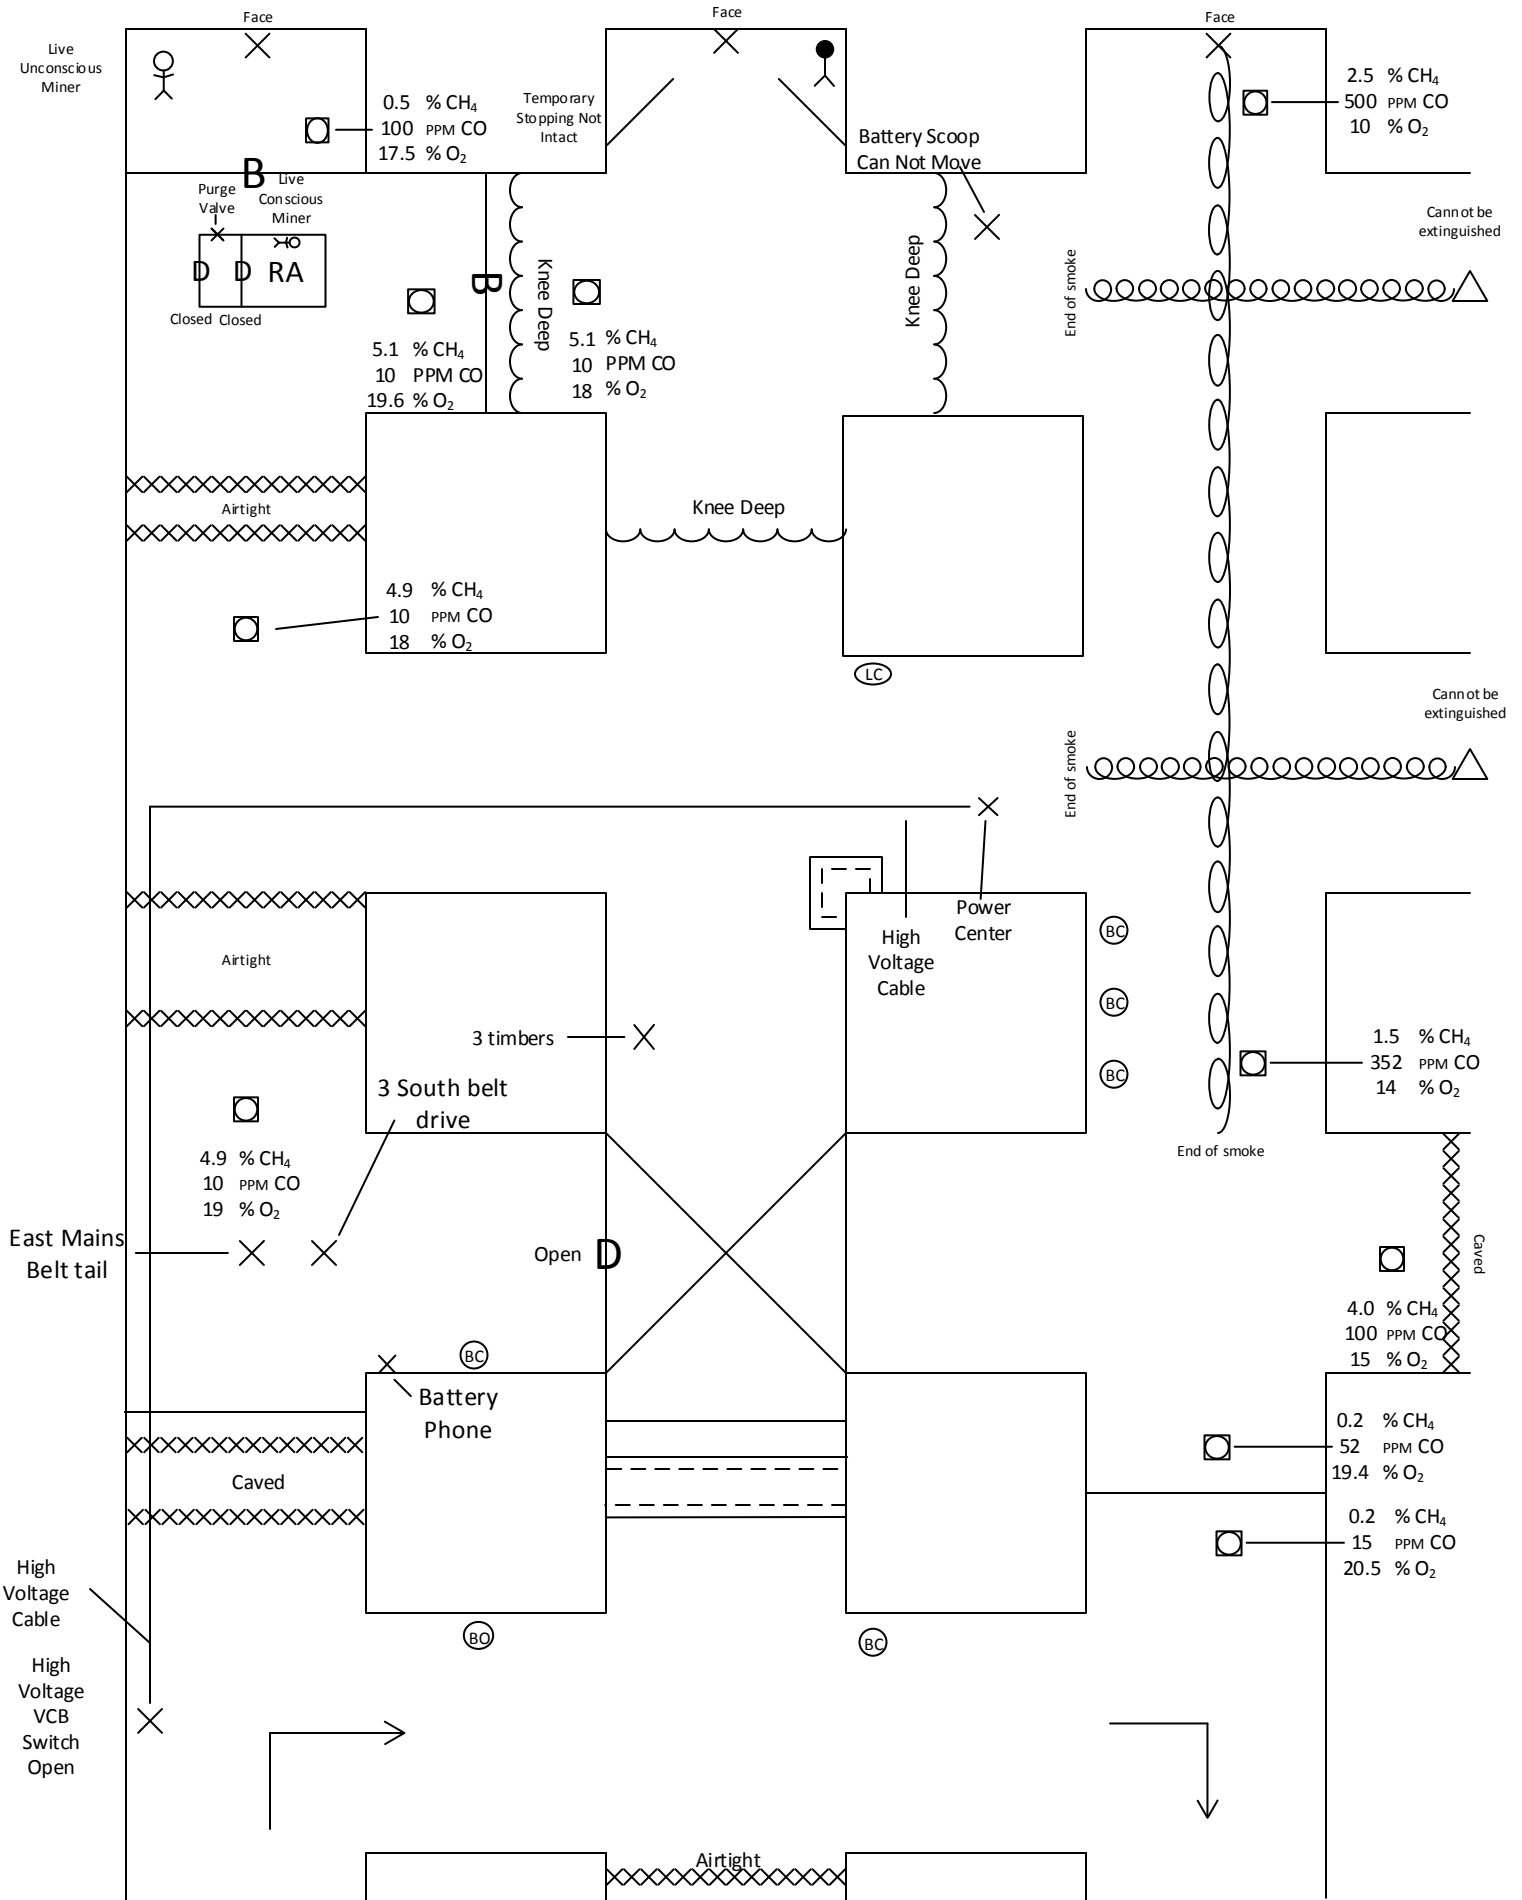 Face
Face
Face
Live
Unconscious
Miner
0.5 % CH₄
100 PPM CO
17.5 % O₂
Temporary
Stopping Not
Intact
Battery Scoop
Can Not Move
2.5 % CH₄
500 PPM CO
10 % O₂
B
Purge
Valve
Live
Conscious
Miner
D D RA
Closed Closed
B
Knee Deep
Knee Deep
End of smoke
Cannot be
extinguished
5.1 % CH₄
10 PPM CO
19.6 % O₂
5.1 % CH₄
10 PPM CO
18 % O₂
Airtight
Knee Deep
4.9 % CH₄
10 PPM CO
18 % O₂
LC
Cannot be
extinguished
End of smoke
Power
Center
High
Voltage
Cable
BC
BC
BC
Airtight
3 timbers
3 South belt
drive
1.5 % CH₄
352 PPM CO
14 % O₂
End of smoke
4.9 % CH₄
10 PPM CO
19 % O₂
East Mains
Belt tail
Open D
Caved
4.0 % CH₄
100 PPM CO
15 % O₂
BC
Battery
Phone
0.2 % CH₄
52 PPM CO
19.4 % O₂
Caved
0.2 % CH₄
15 PPM CO
20.5 % O₂
High
Voltage
Cable
BO
BC
High
Voltage
VCB
Switch
Open
Airtight